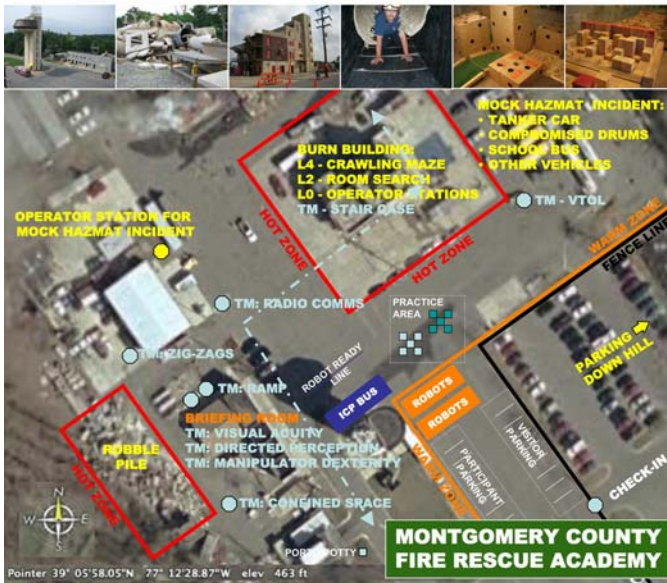 MOCK HAZMAT INCIDENT:
• TANKER CAR
• COMPROMISED DRUMS
• SCHOOL BUS
• OTHER VEHICLES
BURN BUILDING:
L4 - CRAWLING MAZE
L2 - ROOM SEARCH
L0 - OPERATOR STATIONS
TM - STAIR CASE
TM - VTOL
HOT ZONE
HOT ZONE
WARM ZONE
FENCE LINE
OPERATOR STATION FOR
MOCK HAZMAT INCIDENT
TM: RADIO COMMS
PRACTICE
AREA
PARKING
DOWN HILL
TM: ZIG-ZAGS
ROBOT READY
LINE
TM: RAMP
ICP BUS
ROBOTS
ROBOTS
BRIEFING ROOM -
TM: VISUAL ACUITY
TM: DIRECTED PERCEPTION
TM: MANIPULATOR DEXTERITY
VISITOR
PARKING
PARTICIPANT
PARKING
WARM ZONE
ROBBLE
PILE
HOT ZONE
TM: CONFINED SPACE
CHECK-IN
N
W E
S
PORTO POTTY
MONTGOMERY COUNTY
FIRE RESCUE ACADEMY
Pointer 39° 05'58.05"N 77° 12'28.87"W elev 463 ft